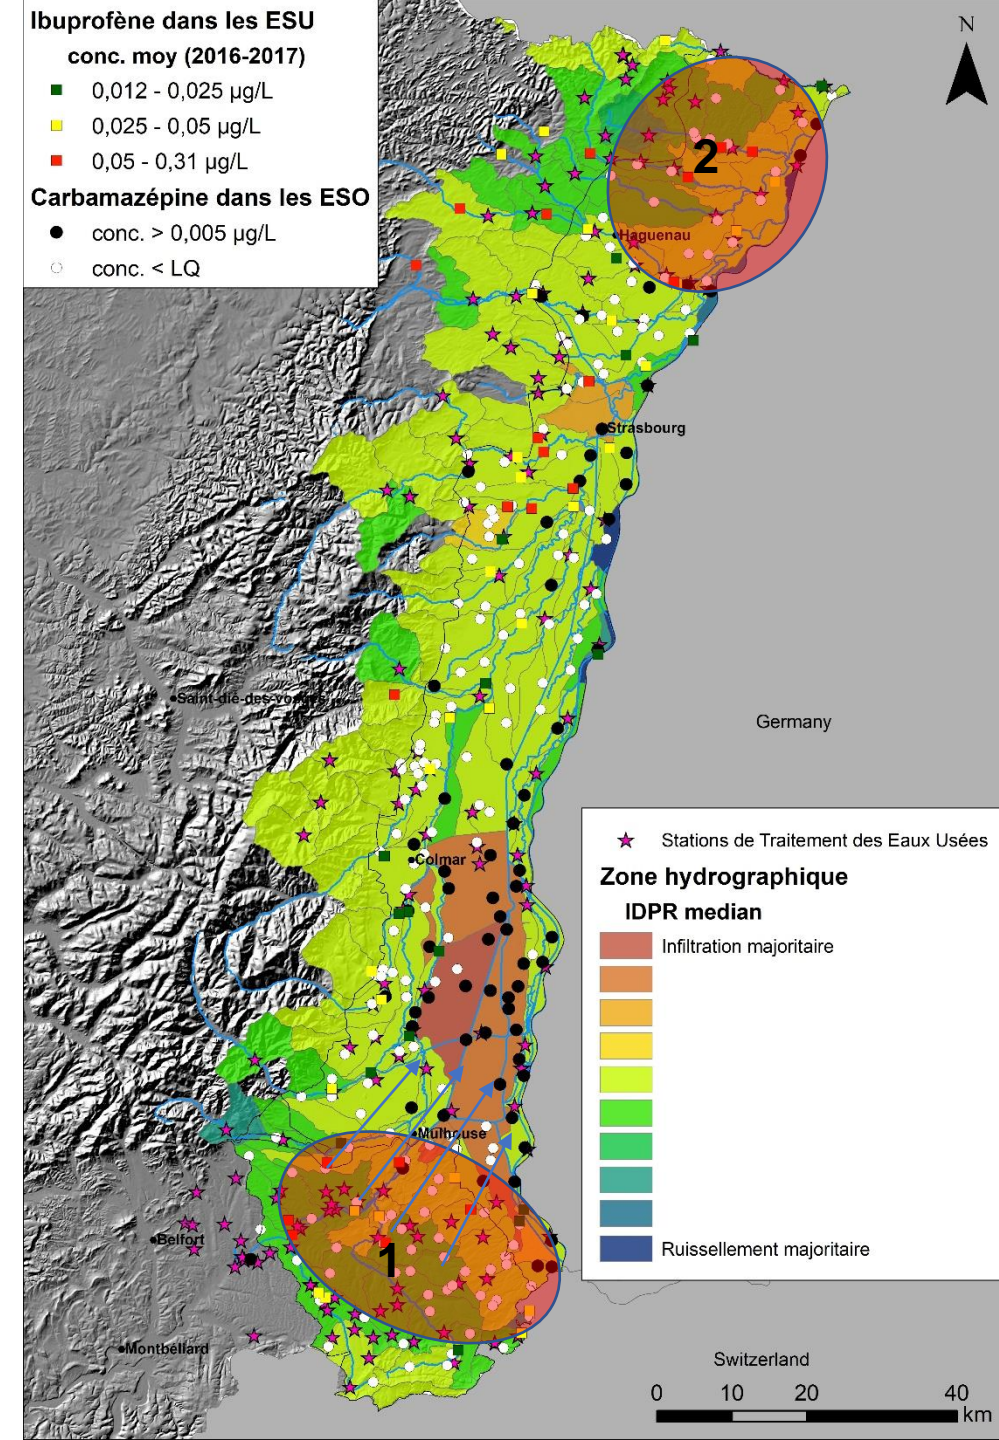 Ibuprofène dans les ESU
conc. moy (2016-2017)
0,012 - 0,025 µg/L
0,025 - 0,05 µg/L
0,05 - 0,31 µg/L
Carbamazépine dans les ESO
conc. > 0,005 µg/L
conc. < LQ
N
2
Haguenau
Strasbourg
Saint-dié-des-vosges
Germany
Stations de Traitement des Eaux Usées
Zone hydrographique
IDPR median
Infiltration majoritaire
Ruissellement majoritaire
Colmar
Mulhouse
Belfort
1
Montbéliard
Switzerland
0 10 20 40
km